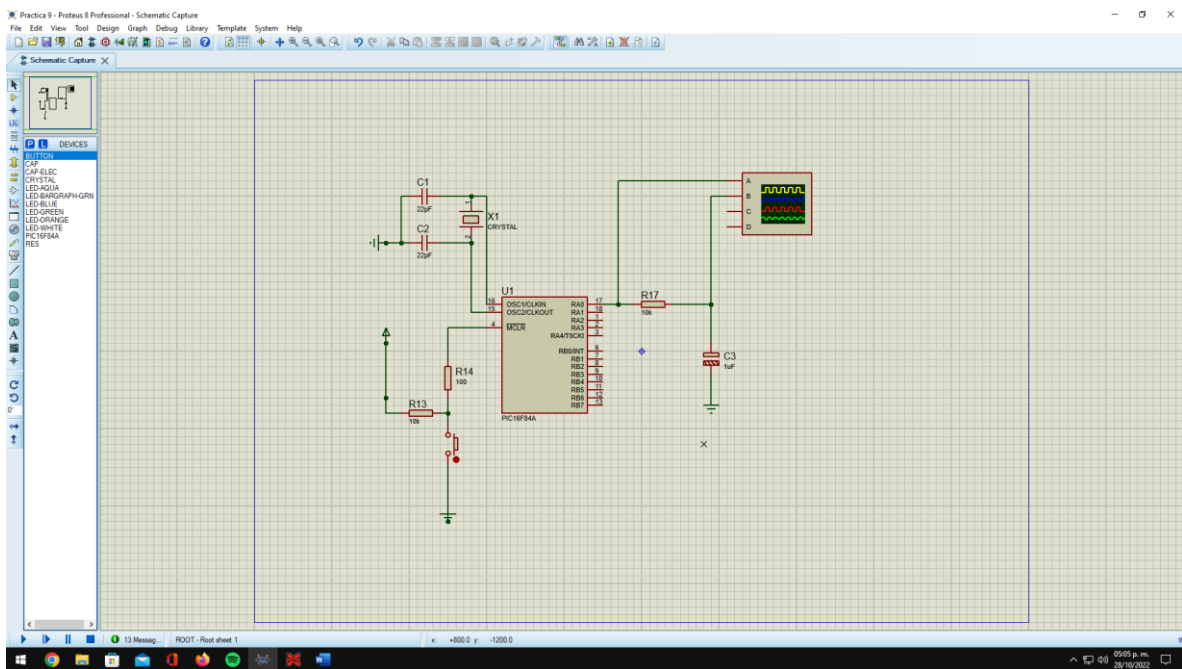 Practica 9 - Proteus 8 Professional - Schematic Capture
File Edit View Tool Design Graph Debug Library Template System Help
Schematic Capture
P L DEVICES
BUTTON
CAP
CAP-ELEC
CRYSTAL
LED-AQUA
LED-BARGRAPH-GRN
LED-BLUE
LED-GREEN
LED-ORANGE
LED-WHITE
PIC16F84A
RES
LBL
A
0°
C1
22pF
C2
22pF
1
X1
2
CRYSTAL
A
B
C
D
U1
16 OSC1/CLKIN RA0 17
15 OSC2/CLKOUT RA1 18
RA2 1
4 MCLR RA3 2
RA4/T0CKI 3
RB0/INT 6
RB1 7
RB2 8
RB3 9
RB4 10
RB5 11
RB6 12
RB7 13
PIC16F84A
R17
10k
C3
1uF
R14
100
R13
10k
13 Messag... ROOT - Root sheet 1 x: +800.0 y: -1200.0
05:05 p. m.
28/10/2022